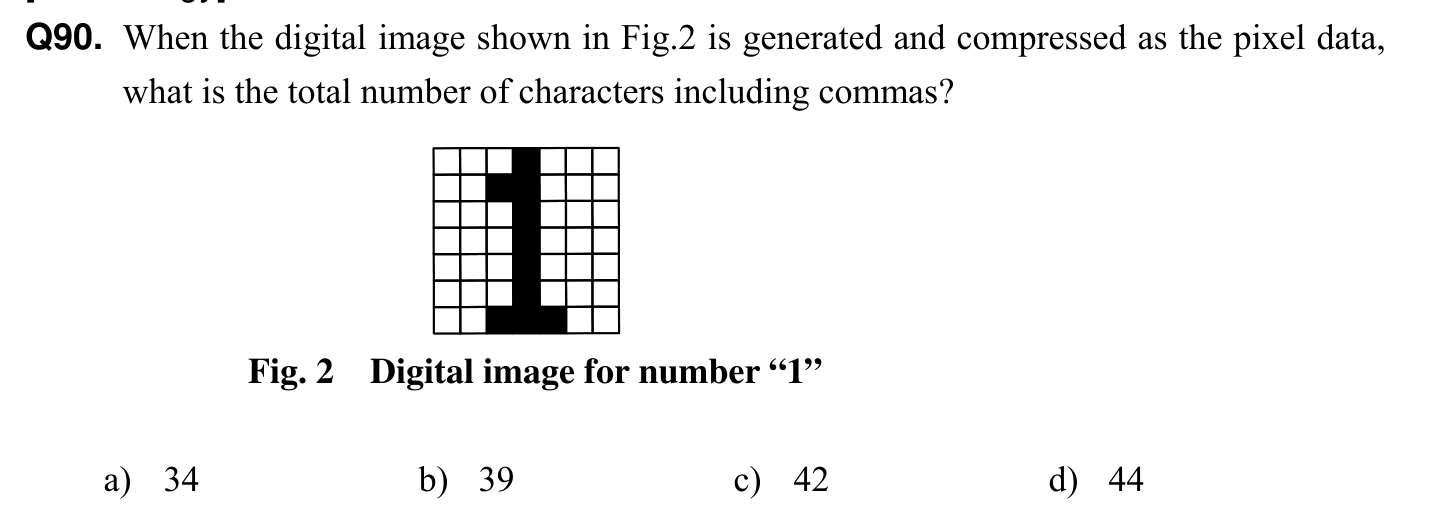 Q90. When the digital image shown in Fig.2 is generated and compressed as the pixel data,
what is the total number of characters including commas?
Fig. 2 Digital image for number “1”
a) 34 b) 39 c) 42 d) 44